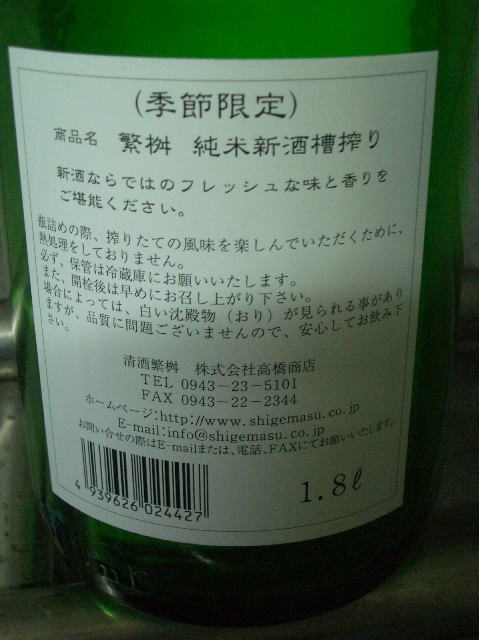 (季節限定)
商品名 繁桝 純米新酒槽搾り
新酒ならではのフレッシュな味と香りを
ご堪能ください。
瓶詰めの際、搾りたての風味を楽しんでいただくために、
熱処理をしておりません。
必ず、保管は冷蔵庫にお願いいたします。
また、開栓後は早めにお召し上がり下さい。
場合によっては、白い沈殿物(おり)が見られる事があり
ますが、品質に問題ございませんので、安心してお飲み下
さい。
清酒繁桝 株式会社高橋商店
TEL 0943-23-5101
FAX 0943-22-2344
ホームページ:http://www.shigemasu.co.jp
E-mail:info@shigemasu.co.jp
お問い合せの際はE-mailまたは、電話、FAXにてお願いいたします。
4 939626 024427
1.8ℓ